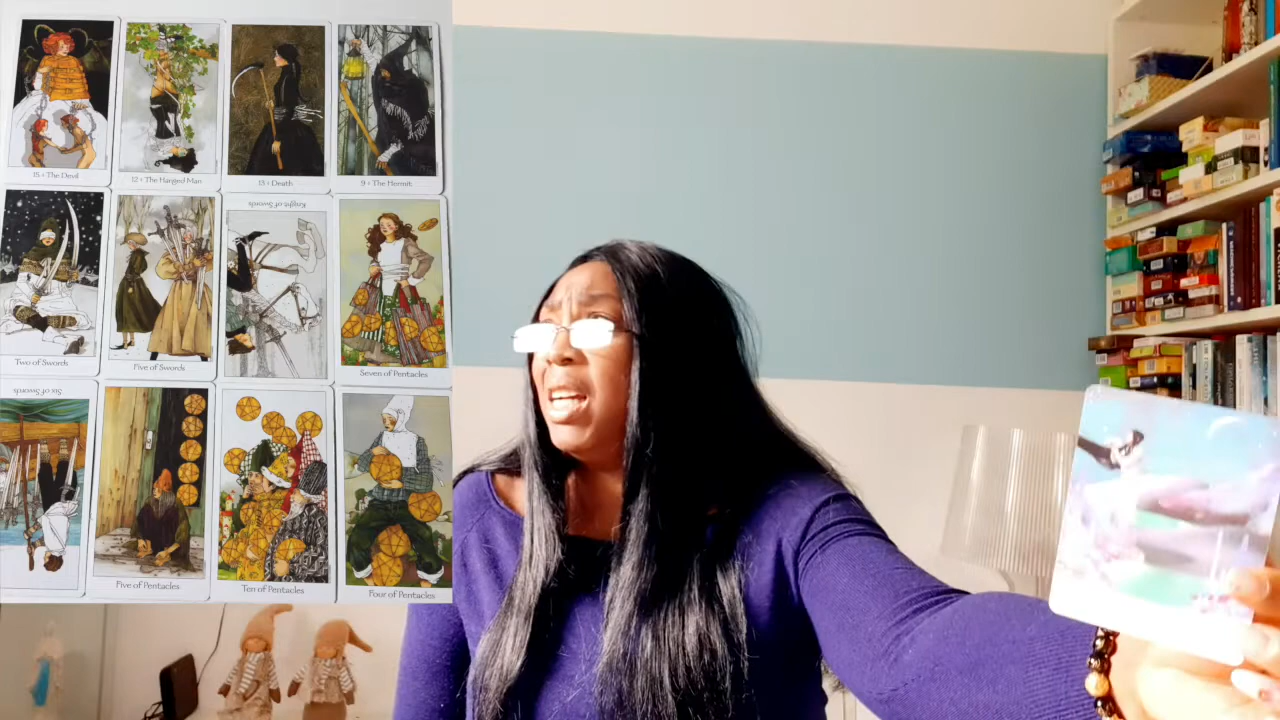 15 • The Devil
12 • The Hanged Man
13 • Death
9 • The Hermit
Two of Swords
Five of Swords
Knight of Swords
Seven of Pentacles
Six of Swords
Five of Pentacles
Ten of Pentacles
Four of Pentacles